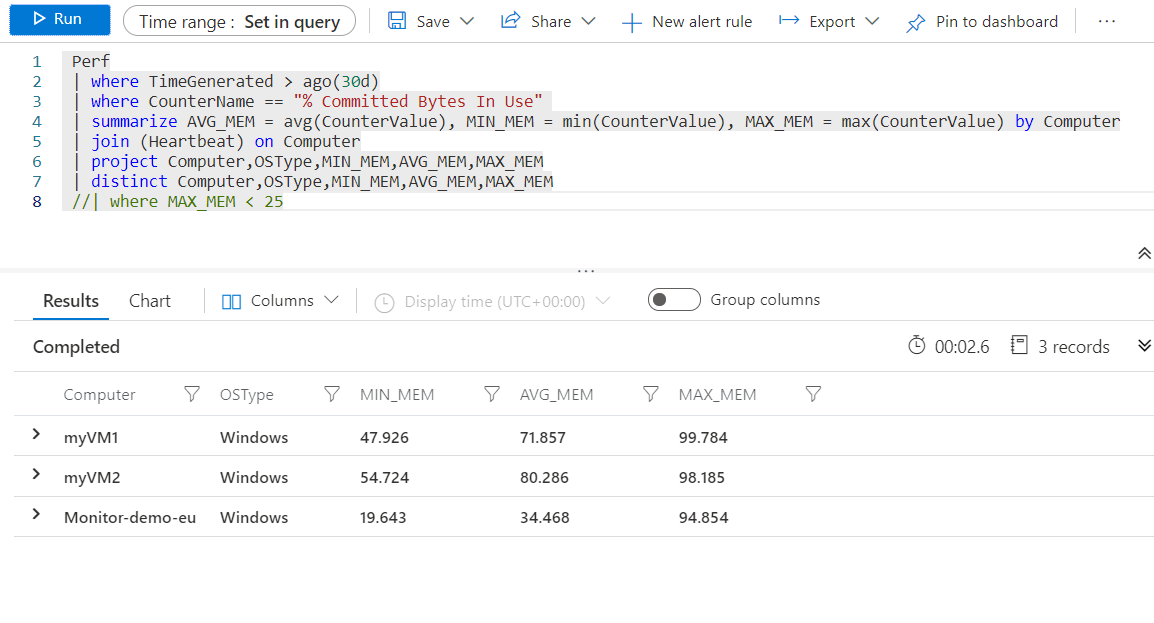 Run Time range : Set in query Save Share New alert rule Export Pin to dashboard ...
1 Perf
2 | where TimeGenerated > ago(30d)
3 | where CounterName == "% Committed Bytes In Use"
4 | summarize AVG_MEM = avg(CounterValue), MIN_MEM = min(CounterValue), MAX_MEM = max(CounterValue) by Computer
5 | join (Heartbeat) on Computer
6 | project Computer,OSType,MIN_MEM,AVG_MEM,MAX_MEM
7 | distinct Computer,OSType,MIN_MEM,AVG_MEM,MAX_MEM
8 //| where MAX_MEM < 25
Results Chart Columns Display time (UTC+00:00) Group columns
Completed 00:02.6 3 records
Computer OSType MIN_MEM AVG_MEM MAX_MEM
myVM1 Windows 47.926 71.857 99.784
myVM2 Windows 54.724 80.286 98.185
Monitor-demo-eu Windows 19.643 34.468 94.854